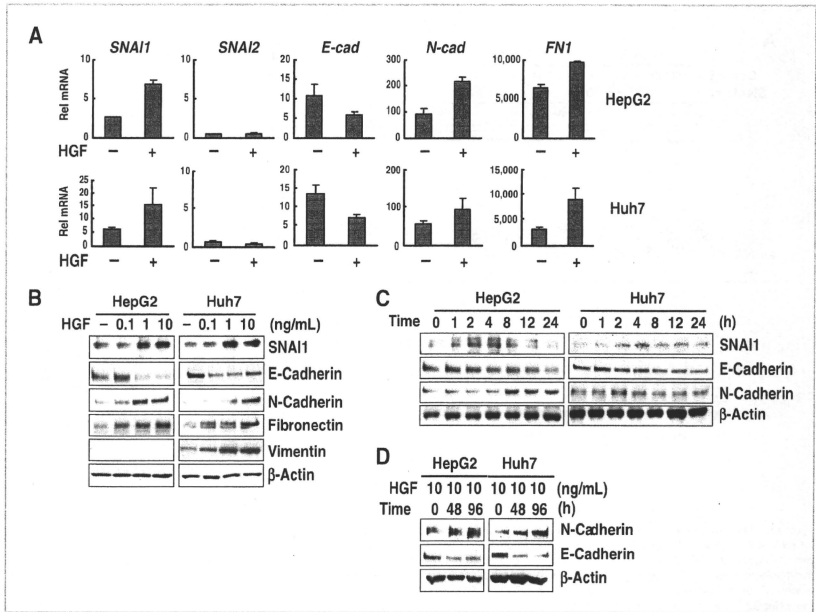 A
SNAI1 SNAI2 E-cad N-cad FN1
Rel mRNA
10 5 0
10 5 0
20 15 10 5 0
300 200 100 0
10,000 5,000 0
HepG2
HGF − + − + − + − + − +
Rel mRNA
25 20 15 10 5 0
10 5 0
20 15 10 5 0
200 100 0
15,000 10,000 5,000 0
Huh7
HGF − + − + − + − + − +
B
HepG2 Huh7
HGF − 0.1 1 10 − 0.1 1 10 (ng/mL)
SNAI1
E-Cadherin
N-Cadherin
Fibronectin
Vimentin
β-Actin
C
HepG2 Huh7
Time 0 1 2 4 8 12 24 0 1 2 4 8 12 24 (h)
SNAI1
E-Cadherin
N-Cadherin
β-Actin
D
HepG2 Huh7
HGF 10 10 10 10 10 10 (ng/mL)
Time 0 48 96 0 48 96 (h)
N-Cadherin
E-Cadherin
β-Actin